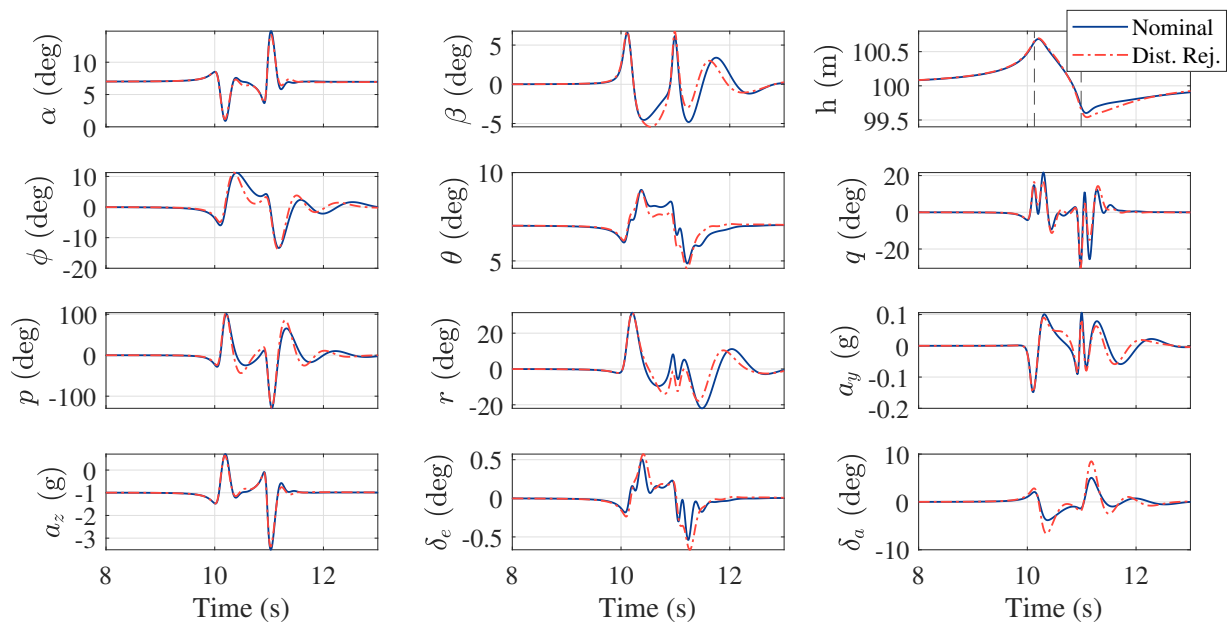 Nominal
Dist. Rej.
α (deg)
15
10
5
0
β (deg)
5
0
-5
h (m)
100.5
100
99.5
ϕ (deg)
10
0
-10
-20
θ (deg)
10
5
q (deg)
20
0
-20
p (deg)
100
0
-100
r (deg)
20
0
-20
a_y (g)
0.1
0
-0.1
-0.2
a_z (g)
0
-1
-2
-3
8
10
12
Time (s)
δ_e (deg)
0.5
0
-0.5
8
10
12
Time (s)
δ_a (deg)
10
0
-10
8
10
12
Time (s)